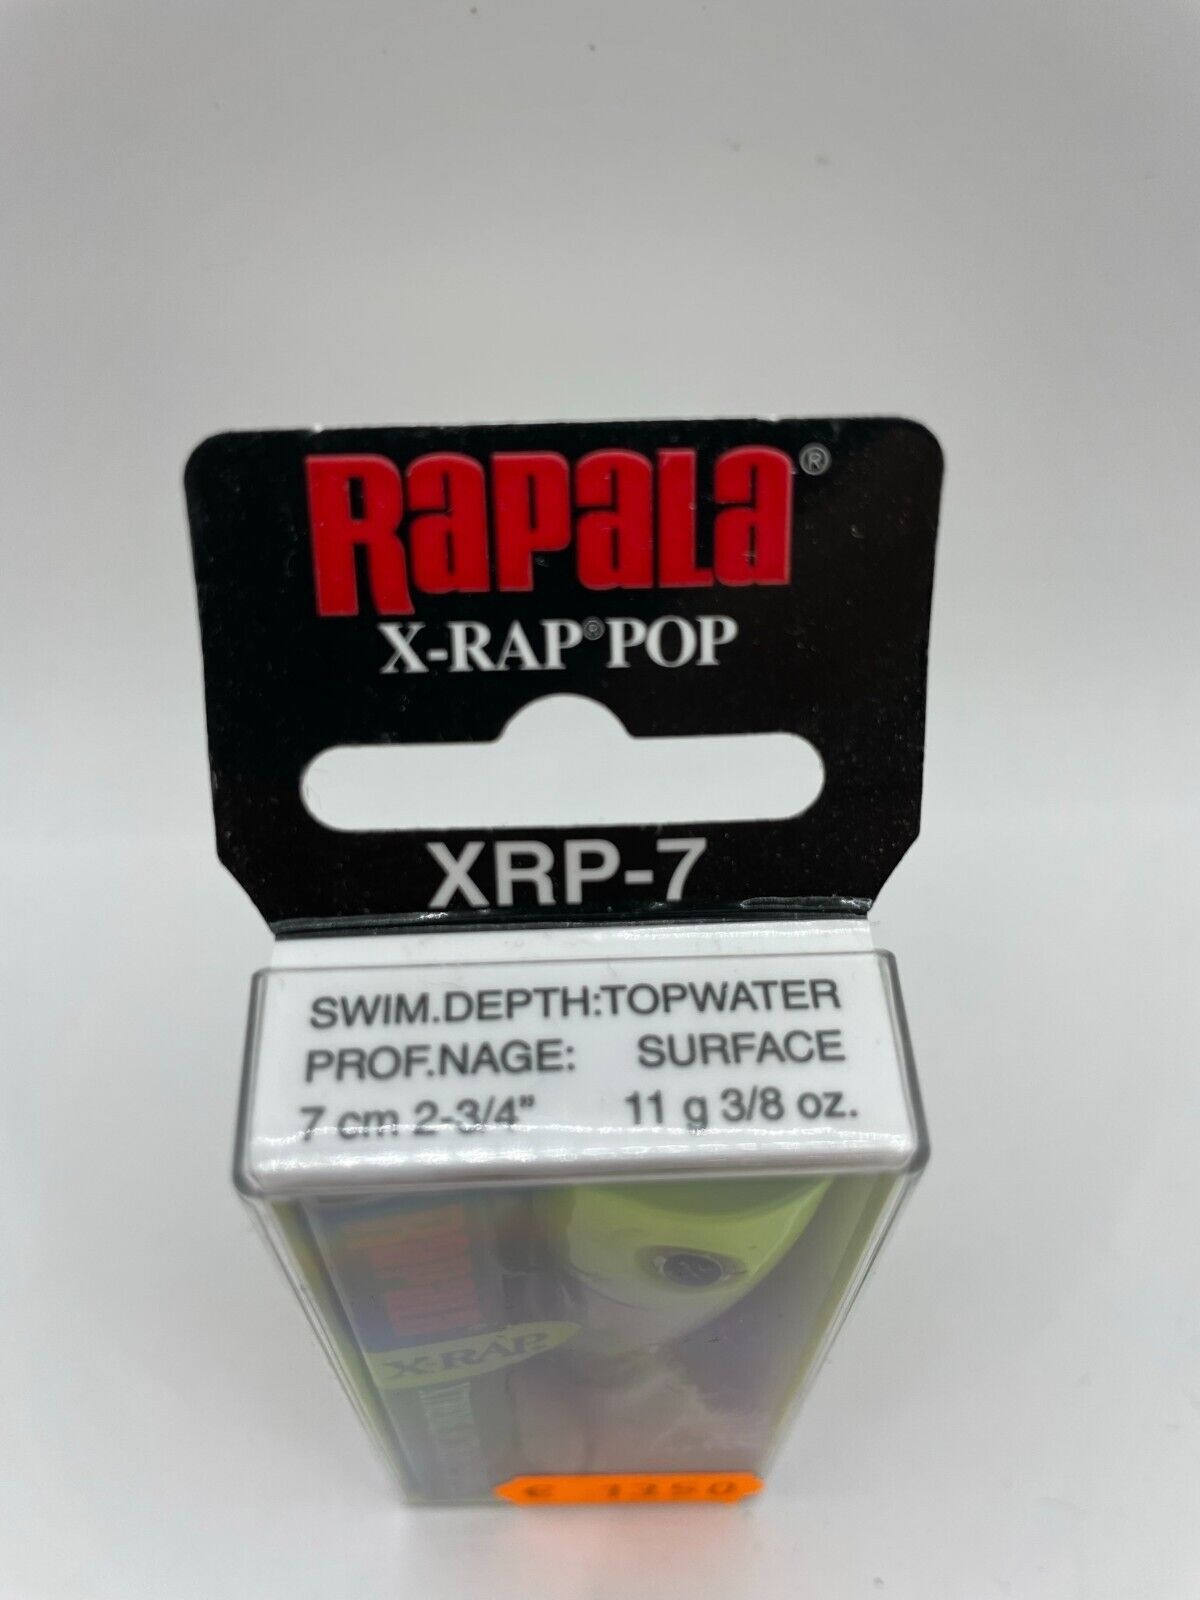 RAPALA®
X-RAP® POP
XRP-7
SWIM.DEPTH:TOPWATER
PROF.NAGE: SURFACE
7 cm 2-3/4" 11 g 3/8 oz.
RAPALA
X-RAP
€